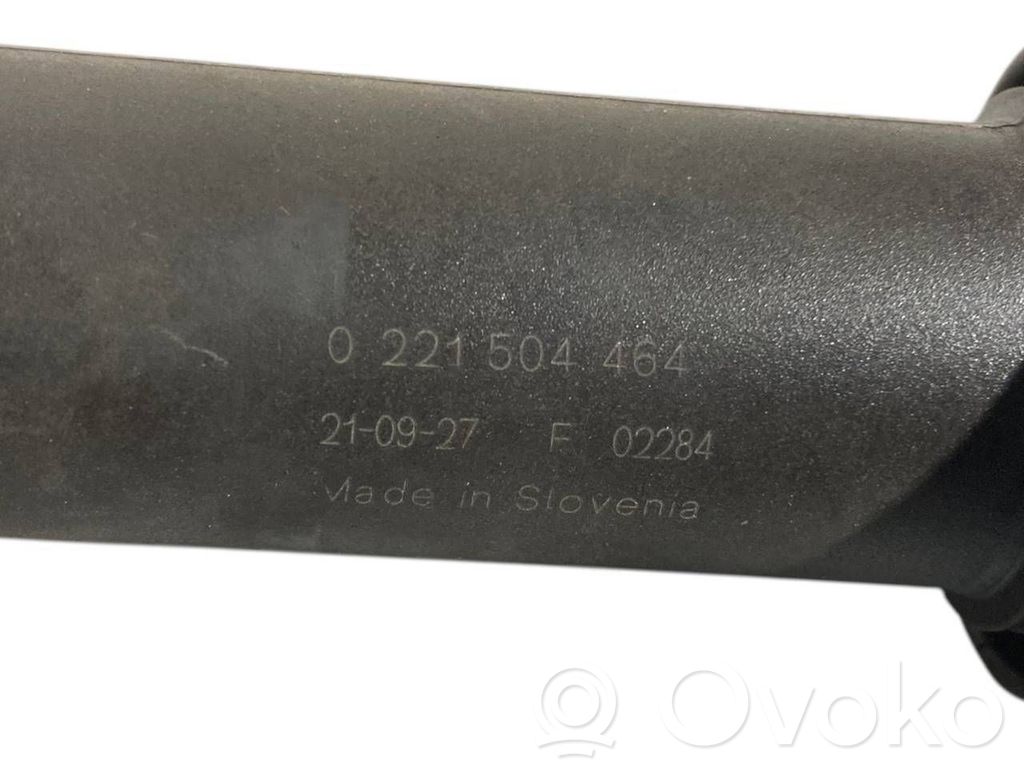 0 221 504 464
21-09-27 F 02284
Made in Slovenia
Ovoko